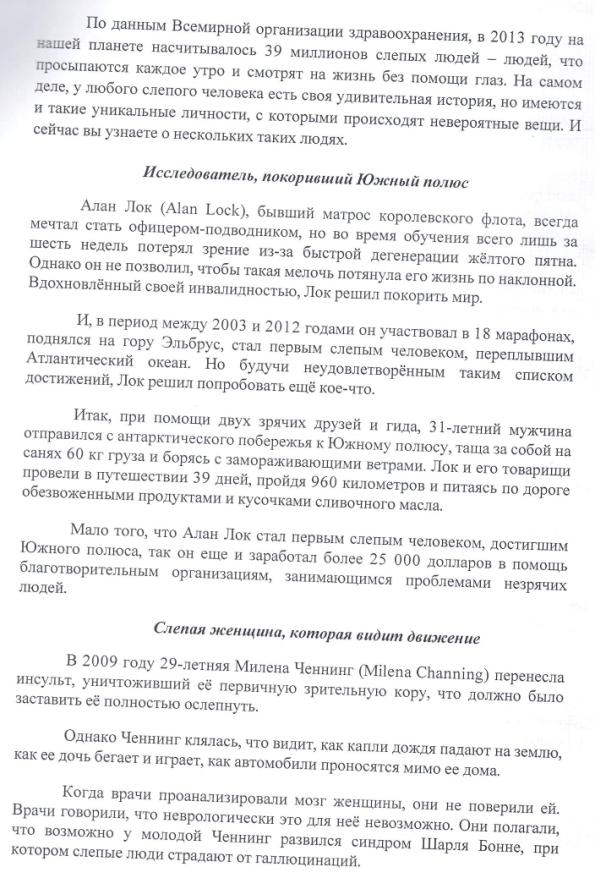 По данным Всемирной организации здравоохранения, в 2013 году на
нашей планете насчитывалось 39 миллионов слепых людей – людей, что
просыпаются каждое утро и смотрят на жизнь без помощи глаз. На самом
деле, у любого слепого человека есть своя удивительная история, но имеются
и такие уникальные личности, с которыми происходят невероятные вещи. И
сейчас вы узнаете о нескольких таких людях.
Исследователь, покоривший Южный полюс
Алан Лок (Alan Lock), бывший матрос королевского флота, всегда
мечтал стать офицером-подводником, но во время обучения всего лишь за
шесть недель потерял зрение из-за быстрой дегенерации жёлтого пятна.
Однако он не позволил, чтобы такая мелочь потянула его жизнь по наклонной.
Вдохновлённый своей инвалидностью, Лок решил покорить мир.
И, в период между 2003 и 2012 годами он участвовал в 18 марафонах,
поднялся на гору Эльбрус, стал первым слепым человеком, переплывшим
Атлантический океан. Но будучи неудовлетворённым таким списком
достижений, Лок решил попробовать ещё кое-что.
Итак, при помощи двух зрячих друзей и гида, 31-летний мужчина
отправился с антарктического побережья к Южному полюсу, таща за собой на
санях 60 кг груза и борясь с замораживающими ветрами. Лок и его товарищи
провели в путешествии 39 дней, пройдя 960 километров и питаясь по дороге
обезвоженными продуктами и кусочками сливочного масла.
Мало того, что Алан Лок стал первым слепым человеком, достигшим
Южного полюса, так он еще и заработал более 25 000 долларов в помощь
благотворительным организациям, занимающимся проблемами незрячих
людей.
Слепая женщина, которая видит движение
В 2009 году 29-летняя Милена Ченнинг (Milena Channing) перенесла
инсульт, уничтоживший её первичную зрительную кору, что должно было
заставить её полностью ослепнуть.
Однако Ченнинг клялась, что видит, как капли дождя падают на землю,
как ее дочь бегает и играет, как автомобили проносятся мимо ее дома.
Когда врачи проанализировали мозг женщины, они не поверили ей.
Врачи говорили, что неврологически это для неё невозможно. Они полагали,
что возможно у молодой Ченнинг развился синдром Шарля Бонне, при
котором слепые люди страдают от галлюцинаций.